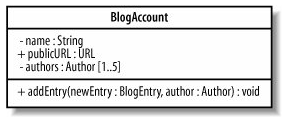 BlogAccount
- name : String
+ publicURL : URL
- authors : Author [1..5]
+ addEntry(newEntry : BlogEntry, author : Author) : void